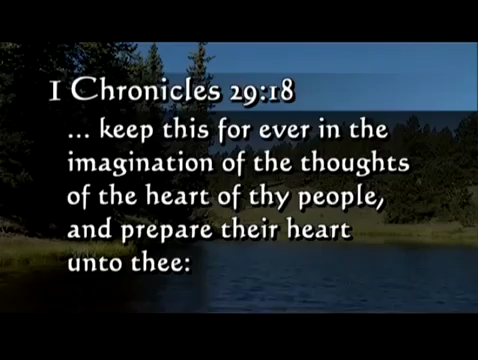 1 Chronicles 29:18
... keep this for ever in the
imagination of the thoughts
of the heart of thy people,
and prepare their heart
unto thee: